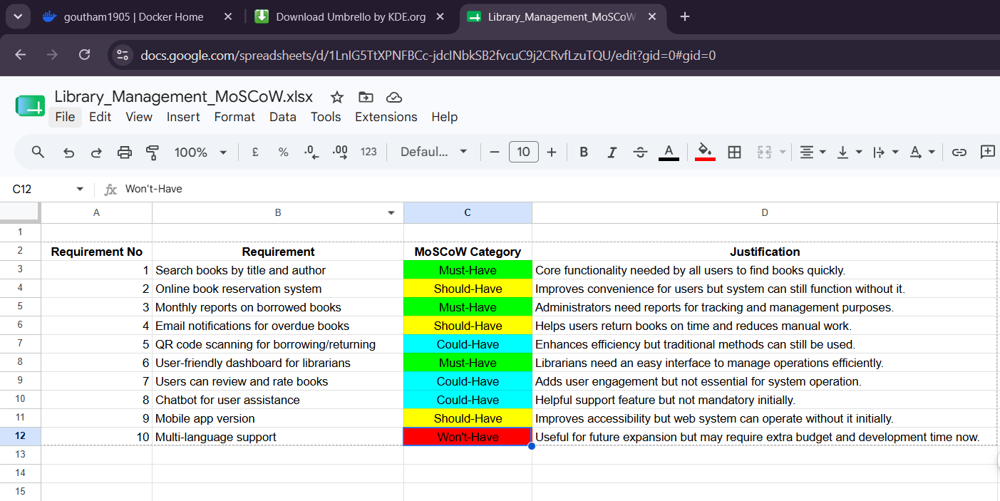 goutham1905 | Docker Home
Download Umbrello by KDE.org
Library_Management_MoSCoW
docs.google.com/spreadsheets/d/1LnIG5TtXPNFBCc-jdcINbkSB2fvcuC9j2CRvfLzuTQU/edit?gid=0#gid=0
Library_Management_MoSCoW.xlsx
File Edit View Insert Format Data Tools Extensions Help
100% £ % .0 .00 123 Defaul... 10 B I S A A
C12 fx Won't-Have
A B C D
1
2 Requirement No Requirement MoSCoW Category Justification
3 1 Search books by title and author Must-Have Core functionality needed by all users to find books quickly.
4 2 Online book reservation system Should-Have Improves convenience for users but system can still function without it.
5 3 Monthly reports on borrowed books Must-Have Administrators need reports for tracking and management purposes.
6 4 Email notifications for overdue books Should-Have Helps users return books on time and reduces manual work.
7 5 QR code scanning for borrowing/returning Could-Have Enhances efficiency but traditional methods can still be used.
8 6 User-friendly dashboard for librarians Must-Have Librarians need an easy interface to manage operations efficiently.
9 7 Users can review and rate books Could-Have Adds user engagement but not essential for system operation.
10 8 Chatbot for user assistance Could-Have Helpful support feature but not mandatory initially.
11 9 Mobile app version Should-Have Improves accessibility but web system can operate without it initially.
12 10 Multi-language support Won't-Have Useful for future expansion but may require extra budget and development time now.
13
14
15